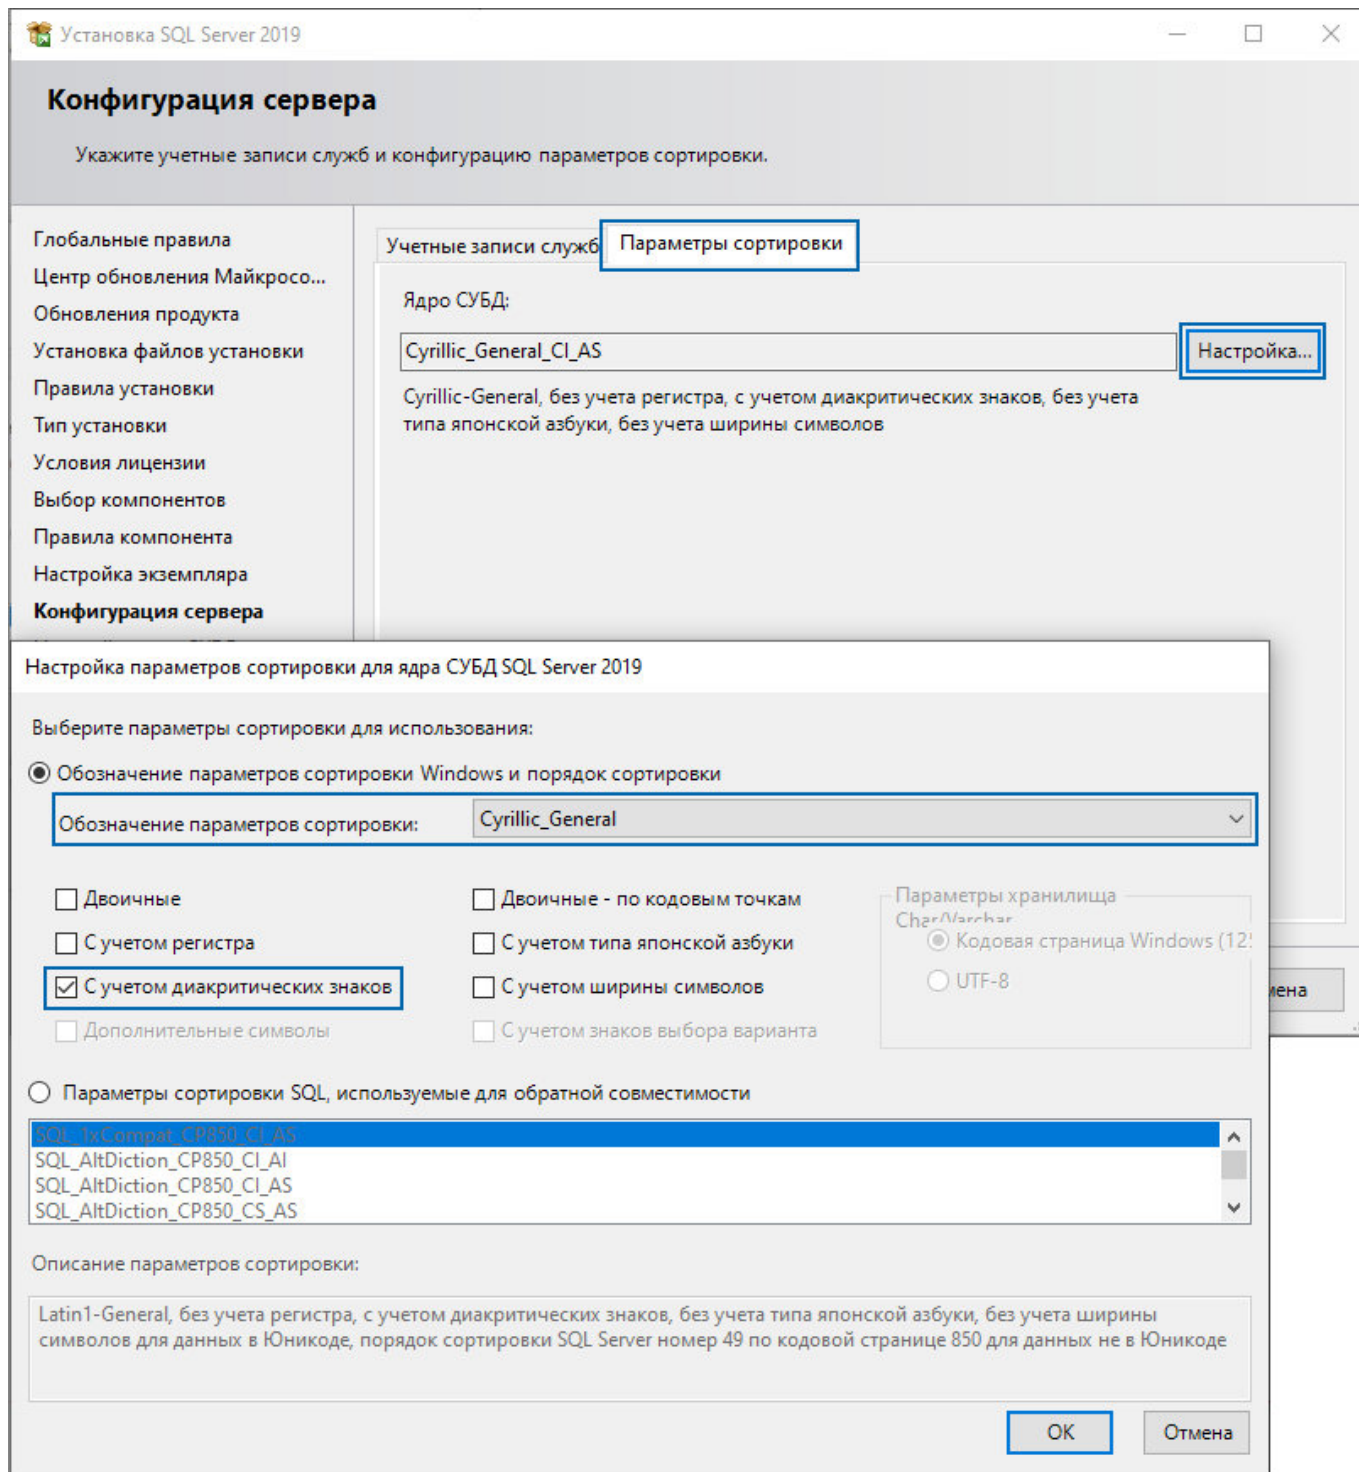 Установка SQL Server 2019
Конфигурация сервера
Укажите учетные записи служб и конфигурацию параметров сортировки.
Глобальные правила
Центр обновления Майкросо...
Обновления продукта
Установка файлов установки
Правила установки
Тип установки
Условия лицензии
Выбор компонентов
Правила компонента
Настройка экземпляра
Конфигурация сервера
Учетные записи служб
Параметры сортировки
Ядро СУБД:
Cyrillic_General_CI_AS
Настройка...
Cyrillic-General, без учета регистра, с учетом диакритических знаков, без учета
типа японской азбуки, без учета ширины символов
Настройка параметров сортировки для ядра СУБД SQL Server 2019
Выберите параметры сортировки для использования:
Обозначение параметров сортировки Windows и порядок сортировки
Обозначение параметров сортировки:
Cyrillic_General
Двоичные
Двоичные - по кодовым точкам
С учетом регистра
С учетом типа японской азбуки
С учетом диакритических знаков
С учетом ширины символов
Дополнительные символы
С учетом знаков выбора варианта
Параметры хранилища
Char/Varchar
Кодовая страница Windows (125
UTF-8
мена
Параметры сортировки SQL, используемые для обратной совместимости
SQL_1xCompat_CP850_CI_AS
SQL_AltDiction_CP850_CI_AI
SQL_AltDiction_CP850_CI_AS
SQL_AltDiction_CP850_CS_AS
Описание параметров сортировки:
Latin1-General, без учета регистра, с учетом диакритических знаков, без учета типа японской азбуки, без учета ширины
символов для данных в Юникоде, порядок сортировки SQL Server номер 49 по кодовой странице 850 для данных не в Юникоде
ОК
Отмена